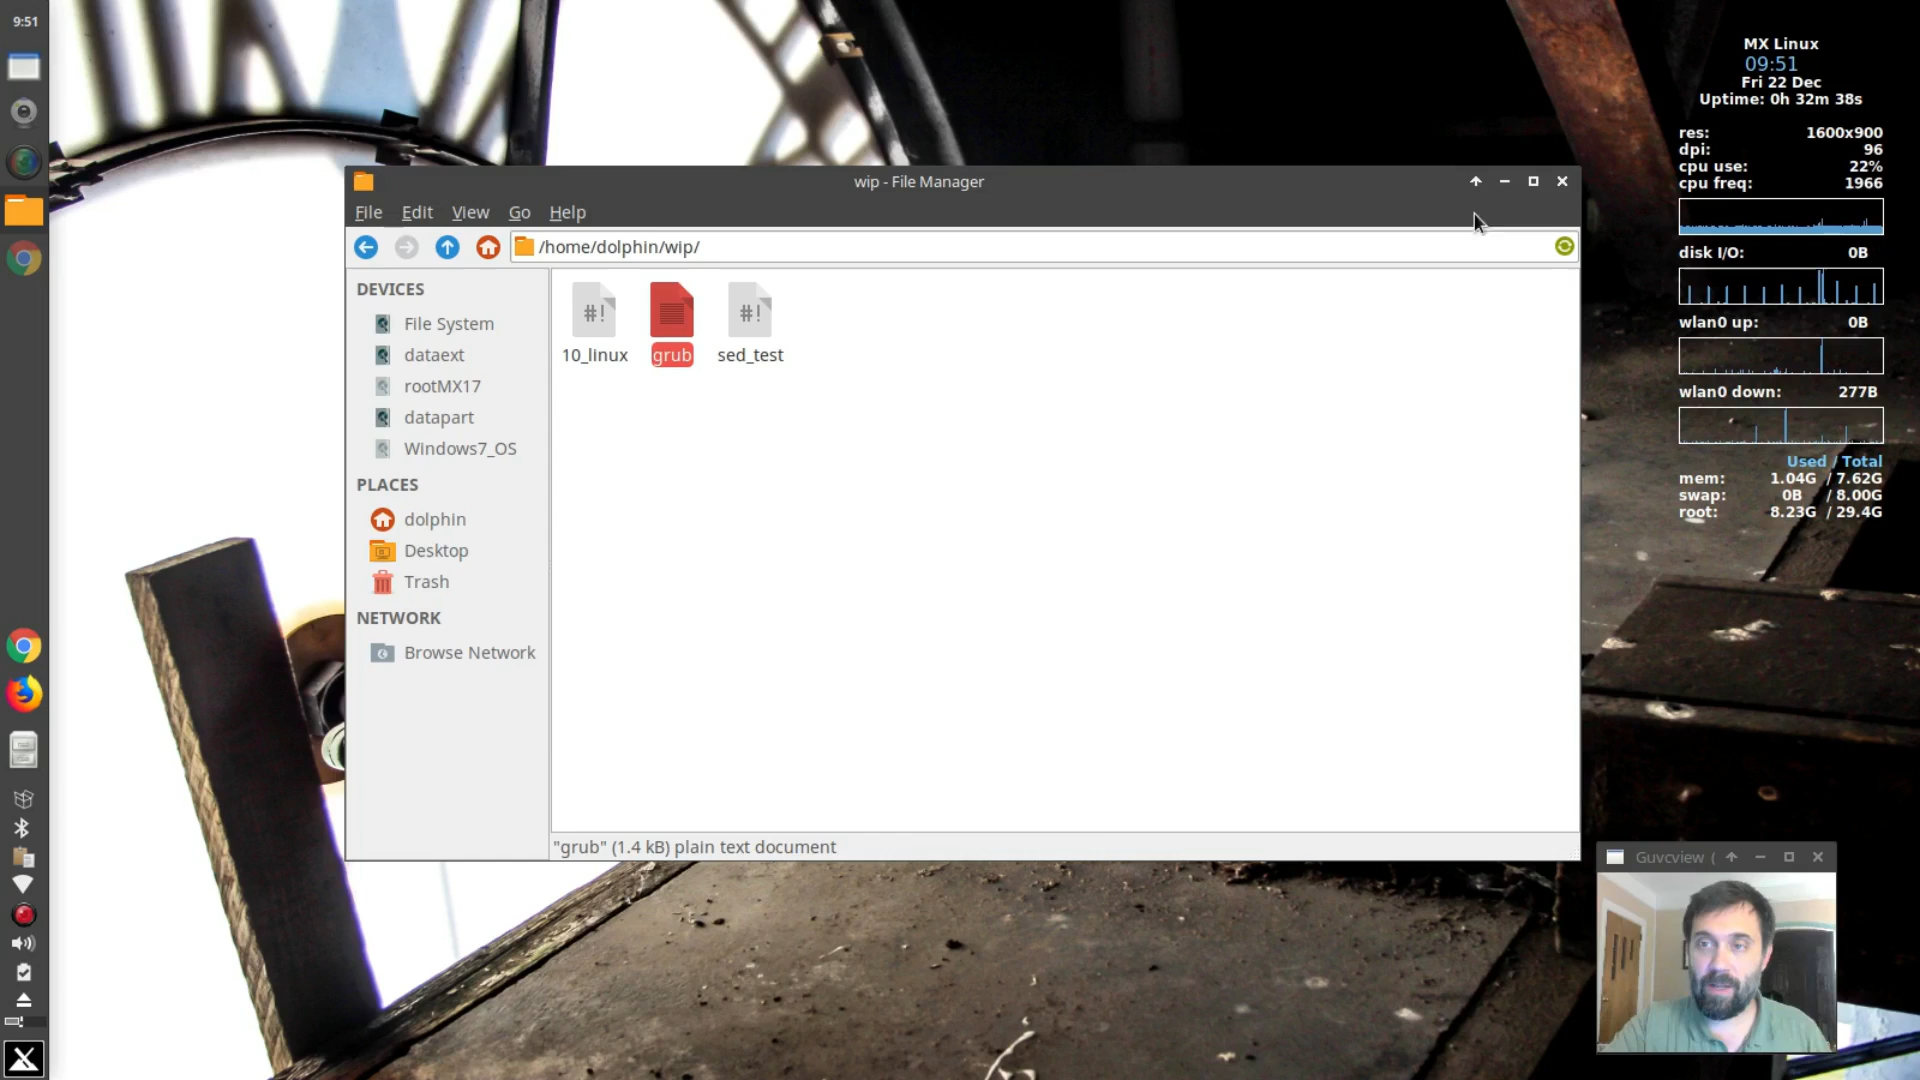 9:51
wip - File Manager
File Edit View Go Help
/home/dolphin/wip/
DEVICES
File System
dataext
rootMX17
datapart
Windows7_OS
PLACES
dolphin
Desktop
Trash
NETWORK
Browse Network
#! #!
10_linux grub sed_test
"grub" (1.4 kB) plain text document
MX Linux
09:51
Fri 22 Dec
Uptime: 0h 32m 38s
res: 1600x900
dpi: 96
cpu use: 22%
cpu freq: 1966
disk I/O: 0B
wlan0 up: 0B
wlan0 down: 277B
Used / Total
mem: 1.04G / 7.62G
swap: 0B / 8.00G
root: 8.23G / 29.4G
Guvcview (